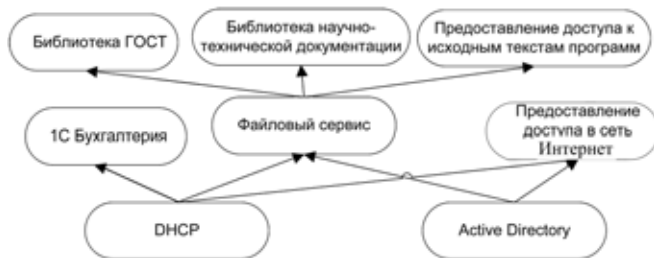 Библиотека ГОСТ
Библиотека научно-
технической документации
Предоставление доступа к
исходным текстам программ
1С Бухгалтерия
Файловый сервис
Предоставление
доступа в сеть
Интернет
DHCP
Active Directory